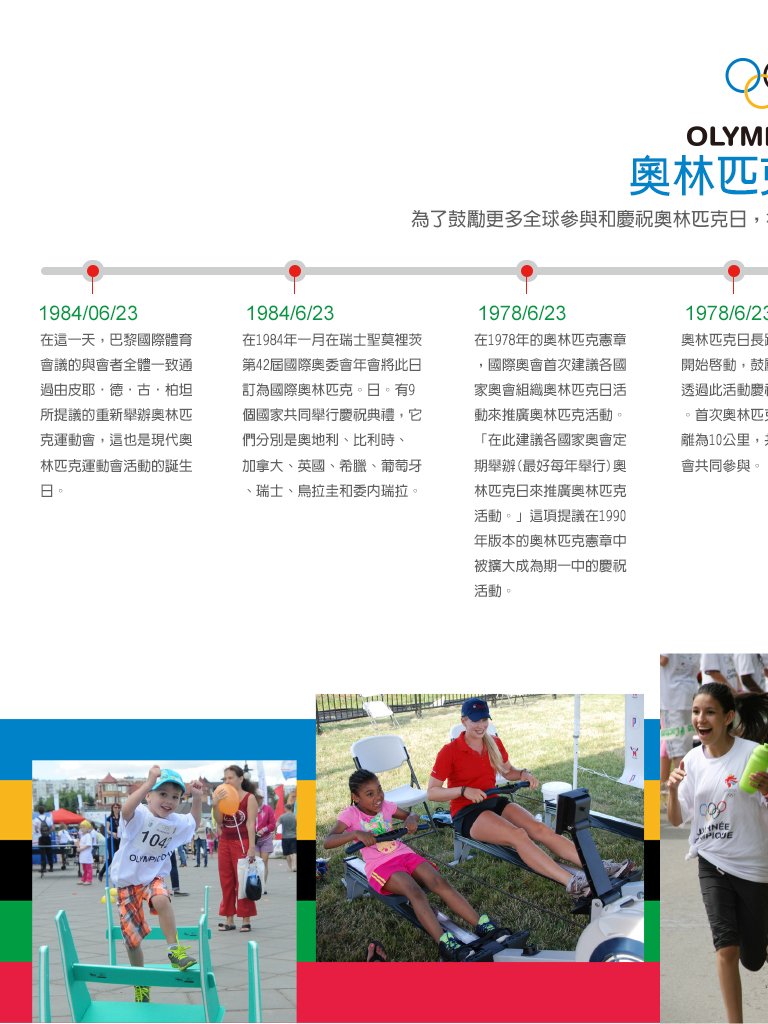 OLYM
奧林匹克
為了鼓勵更多全球參與和慶祝奧林匹克日，
1984/06/23
在這一天，巴黎國際體育
會議的與會者全體一致通
過由皮耶．德．古．柏坦
所提議的重新舉辦奧林匹
克運動會，這也是現代奧
林匹克運動會活動的誕生
日。
1984/6/23
在1984年一月在瑞士聖莫裡茨
第42屆國際奧委會年會將此日
訂為國際奧林匹克。日。有9
個國家共同舉行慶祝典禮，它
們分別是奧地利、比利時、
加拿大、英國、希臘、葡萄牙
、瑞士、烏拉圭和委內瑞拉。
1978/6/23
在1978年的奧林匹克憲章
，國際奧會首次建議各國
家奧會組織奧林匹克日活
動來推廣奧林匹克活動。
「在此建議各國家奧會定
期舉辦(最好每年舉行)奧
林匹克日來推廣奧林匹克
活動。」這項提議在1990
年版本的奧林匹克憲章中
被擴大成為期一中的慶祝
活動。
1978/6/23
奧林匹克日長跑
開始啓動，鼓勵
透過此活動慶祝
。首次奧林匹克
離為10公里，共
會共同參與。
104
OLYMPIC